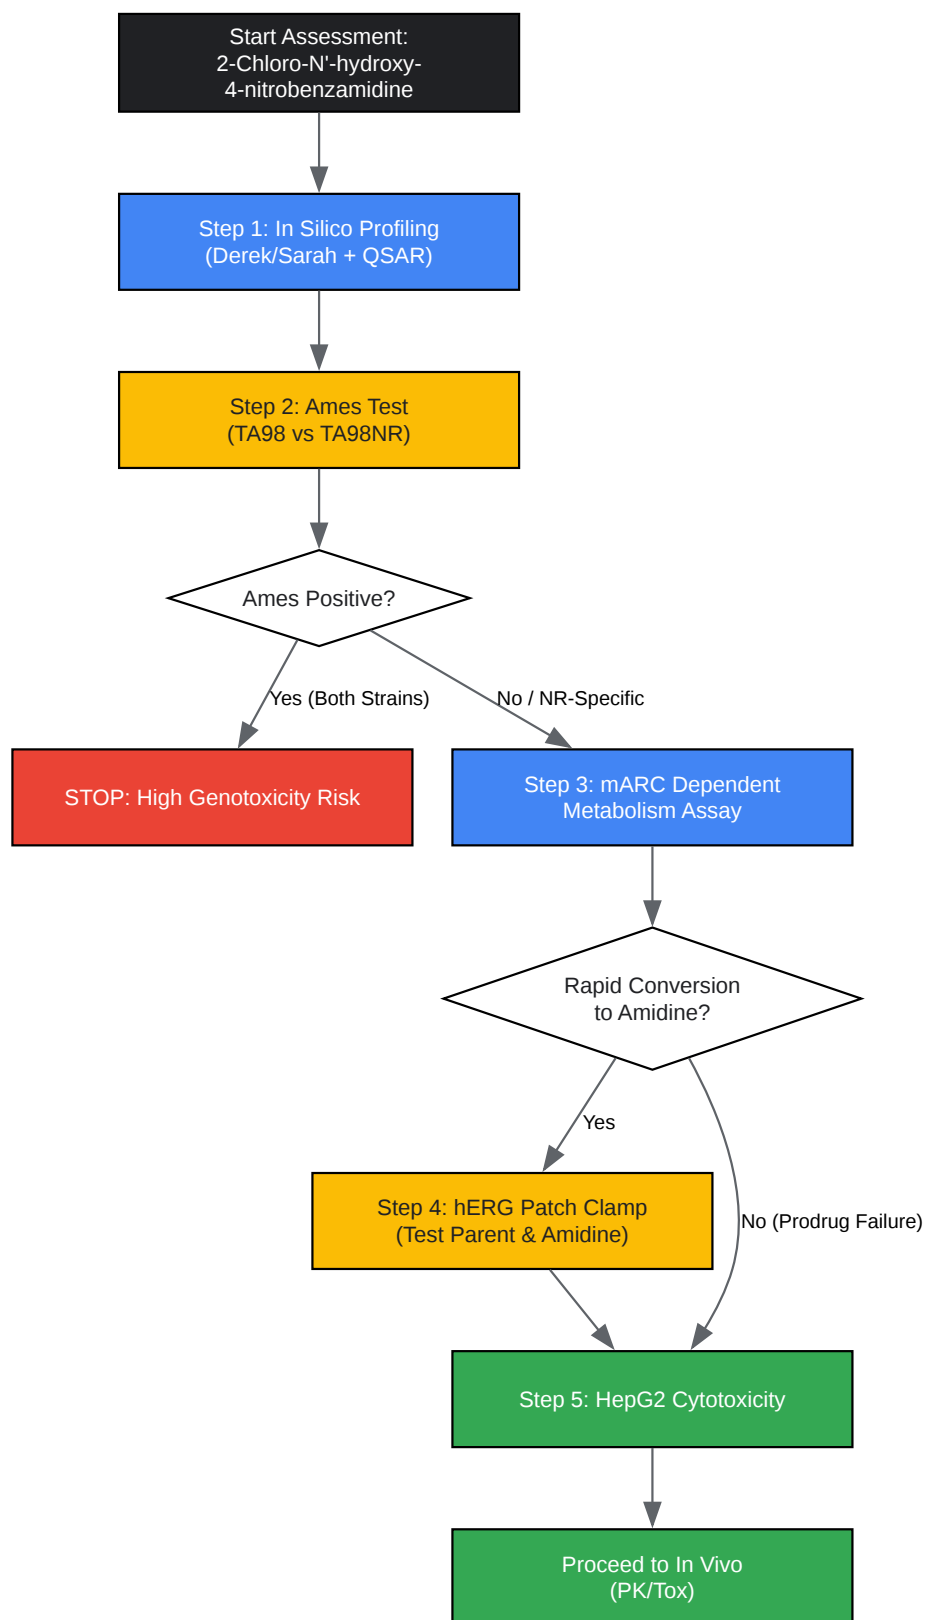 Start Assessment:
2-Chloro-N'-hydroxy-
4-nitrobenzamidine
Step 1: In Silico Profiling
(Derek/Sarah + QSAR)
Step 2: Ames Test
(TA98 vs TA98NR)
Ames Positive?
Yes (Both Strains)
No / NR-Specific
STOP: High Genotoxicity Risk
Step 3: mARC Dependent
Metabolism Assay
Rapid Conversion
to Amidine?
Yes
Step 4: hERG Patch Clamp
(Test Parent & Amidine)
No (Prodrug Failure)
Step 5: HepG2 Cytotoxicity
Proceed to In Vivo
(PK/Tox)